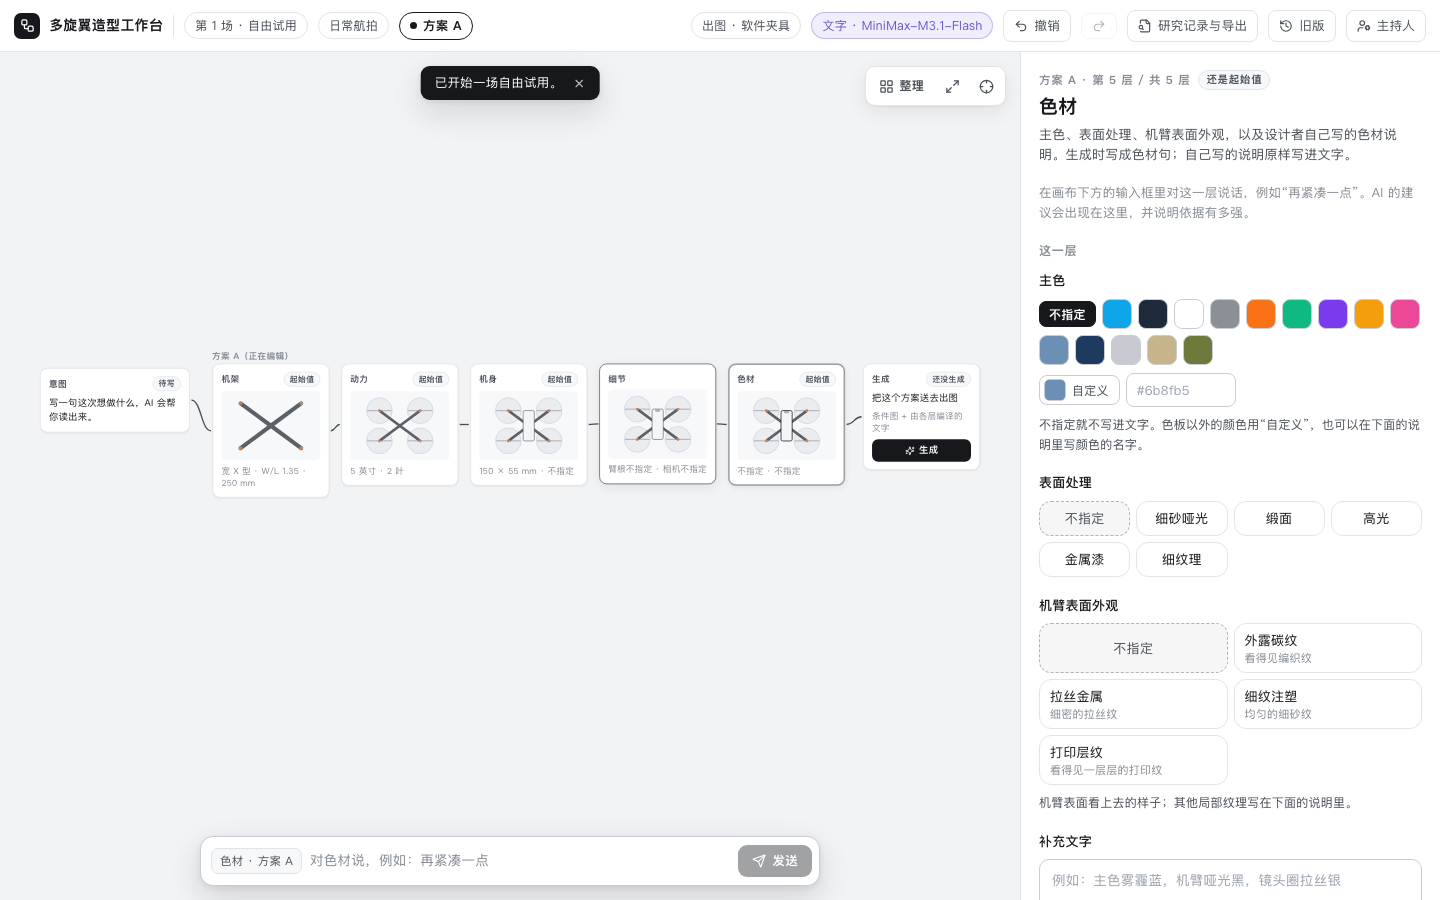 多旋翼造型工作台
第 1 场 · 自由试用
日常航拍
方案 A
出图 · 软件夹具
文字 · MiniMax-M3.1-Flash
撤销
研究记录与导出
旧版
主持人
已开始一场自由试用。
整理
方案 A（正在编辑）
意图
待写
写一句这次想做什么，AI 会帮
你读出来。
机架
起始值
宽 X 型 · W/L 1.35 ·
250 mm
动力
起始值
5 英寸 · 2 叶
机身
起始值
150 × 55 mm · 不指定
细节
起始值
臂根不指定 · 相机不指定
色材
起始值
不指定 · 不指定
生成
还没生成
把这个方案送去出图
条件图 + 由各层编译的
文字
生成
色材 · 方案 A
对色材说，例如：再紧凑一点
发送
方案 A · 第 5 层 / 共 5 层
还是起始值
色材
主色、表面处理、机臂表面外观，以及设计者自己写的色材说
明。生成时写成色材句；自己写的说明原样写进文字。
在画布下方的输入框里对这一层说话，例如“再紧凑一点”。AI 的建
议会出现在这里，并说明依据有多强。
这一层
主色
不指定
自定义
#6b8fb5
不指定就不写进文字。色板以外的颜色用“自定义”，也可以在下面的说
明里写颜色的名字。
表面处理
不指定
细砂哑光
缎面
高光
金属漆
细纹理
机臂表面外观
不指定
外露碳纹
看得见编织纹
拉丝金属
细密的拉丝纹
细纹注塑
均匀的细砂纹
打印层纹
看得见一层层的打印纹
机臂表面看上去的样子；其他局部纹理写在下面的说明里。
补充文字
例如：主色雾霾蓝，机臂哑光黑，镜头圈拉丝银